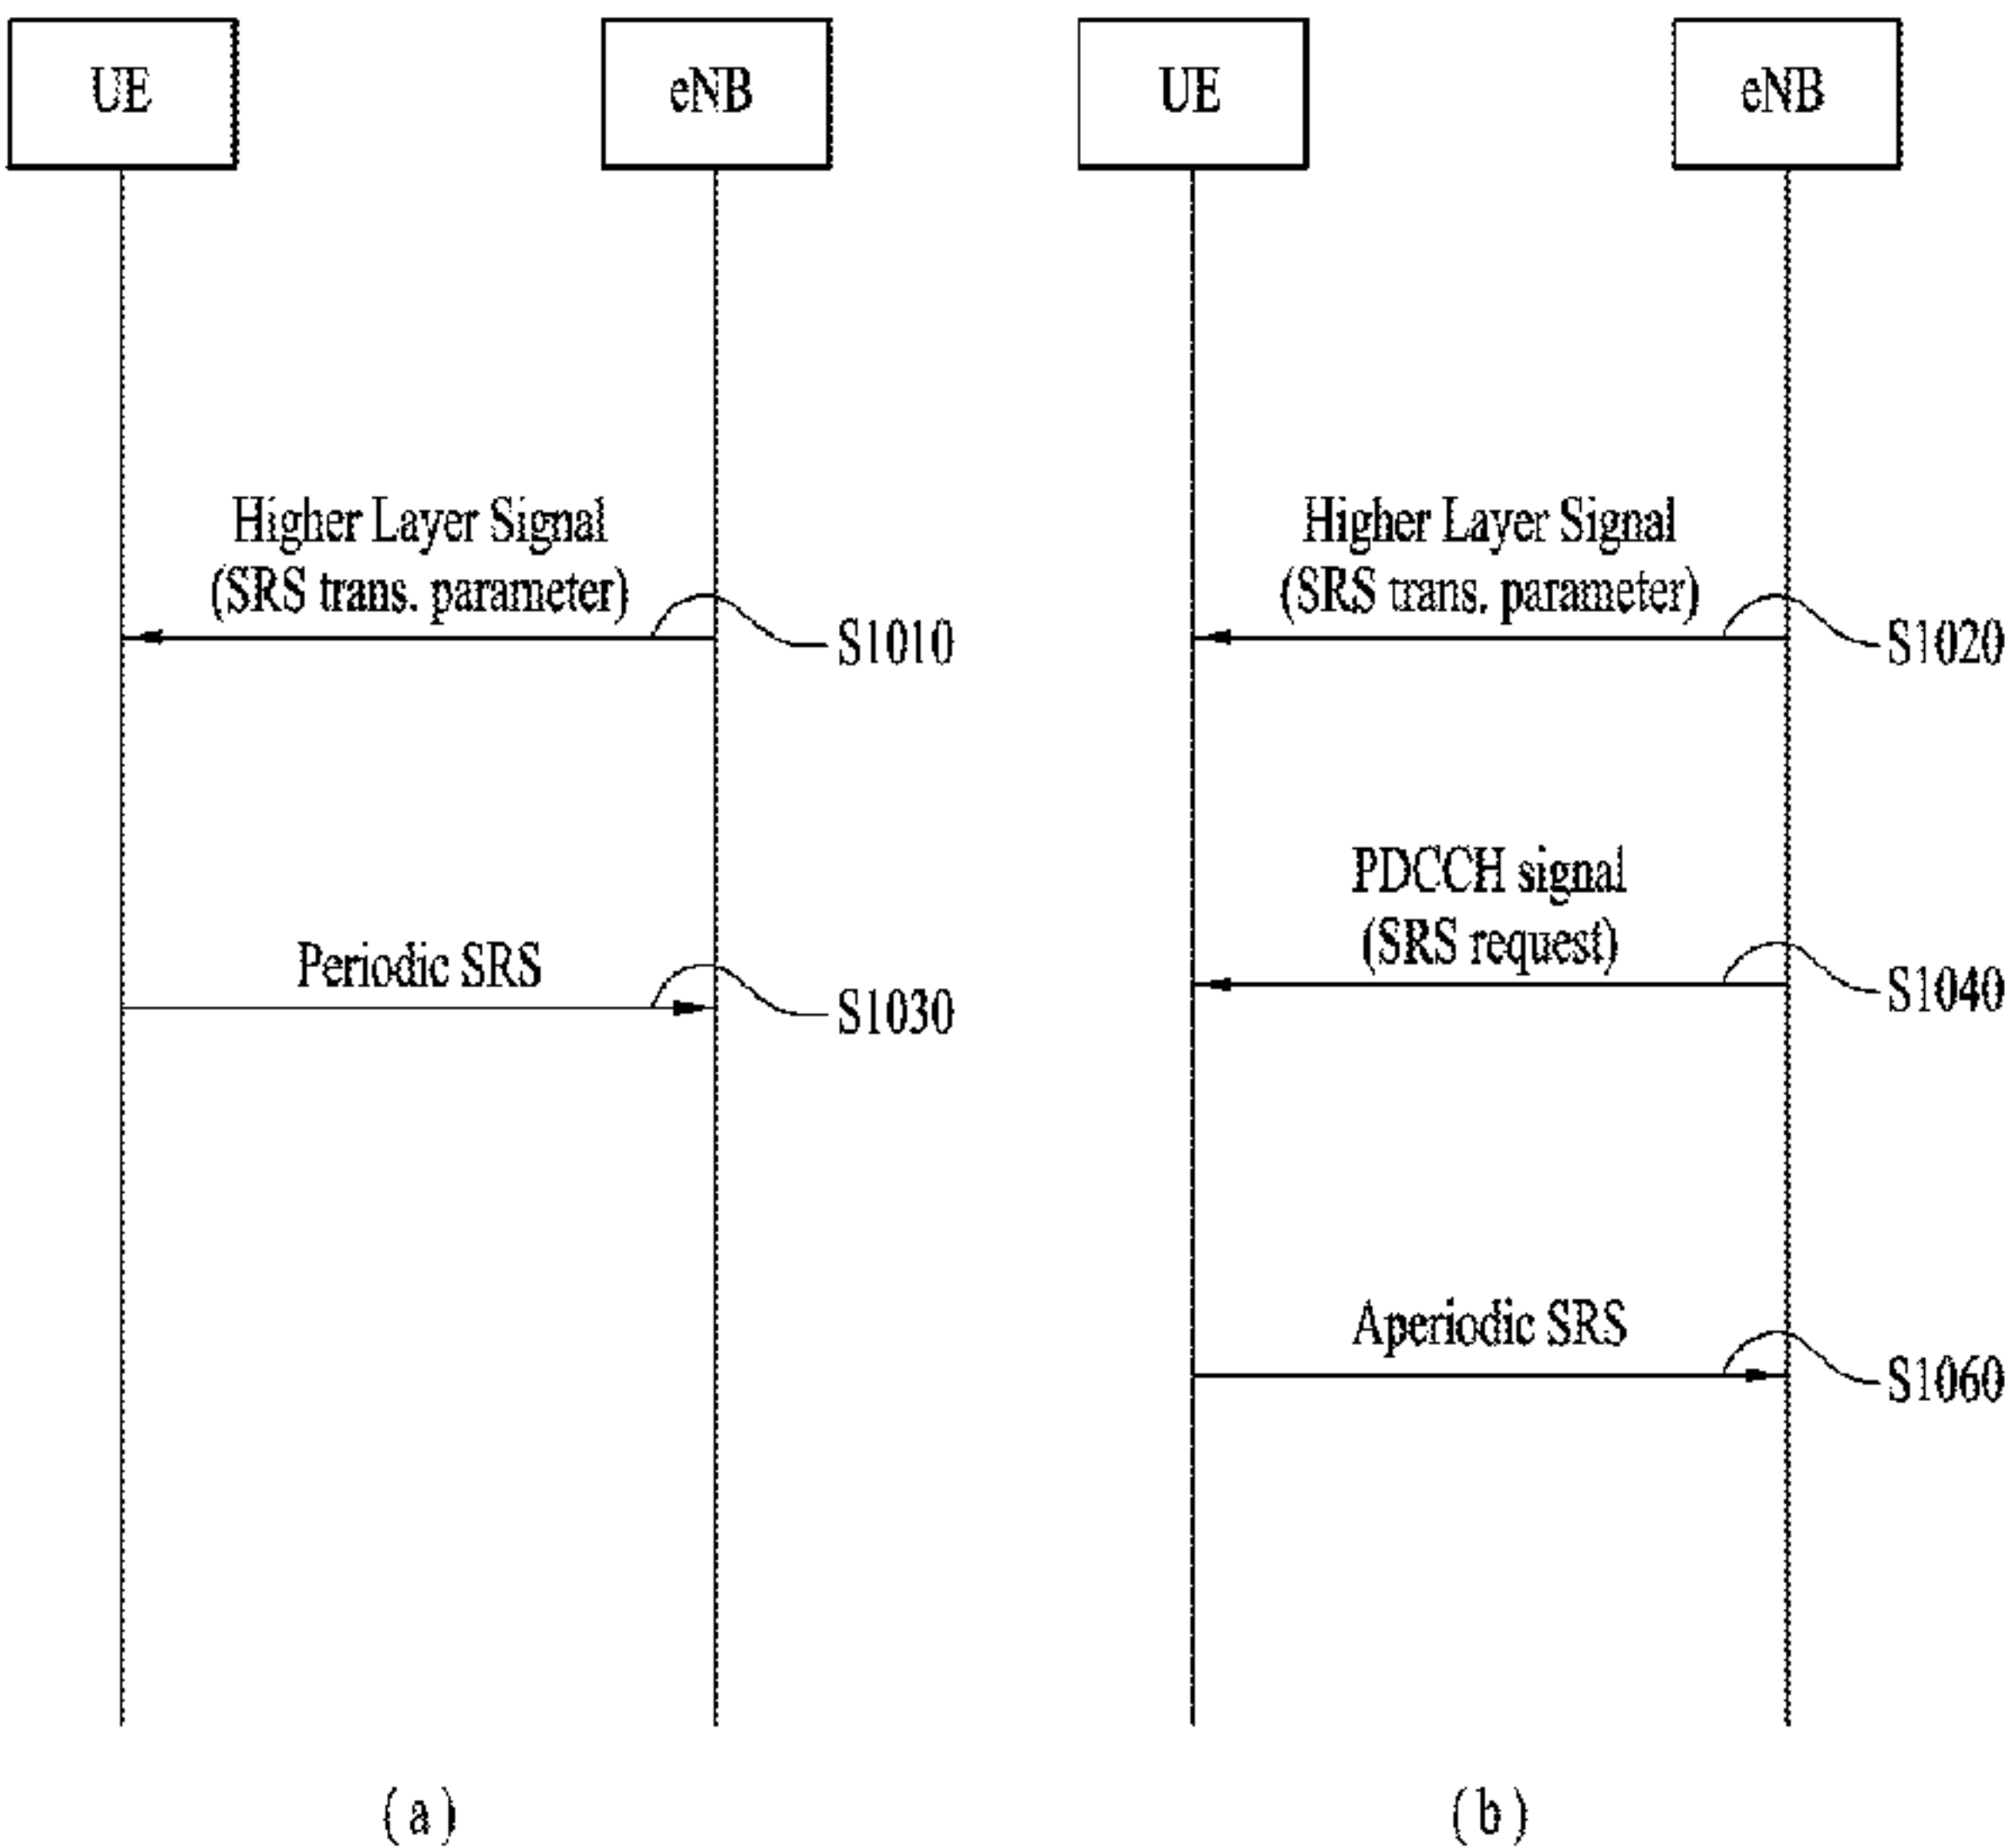 UE
eNB
Higher Layer Signal
(SRS trans. parameter)
S1010
Periodic SRS
S1030
(a)
UE
eNB
Higher Layer Signal
(SRS trans. parameter)
S1020
PDCCH signal
(SRS request)
S1040
Aperiodic SRS
S1060
(b)